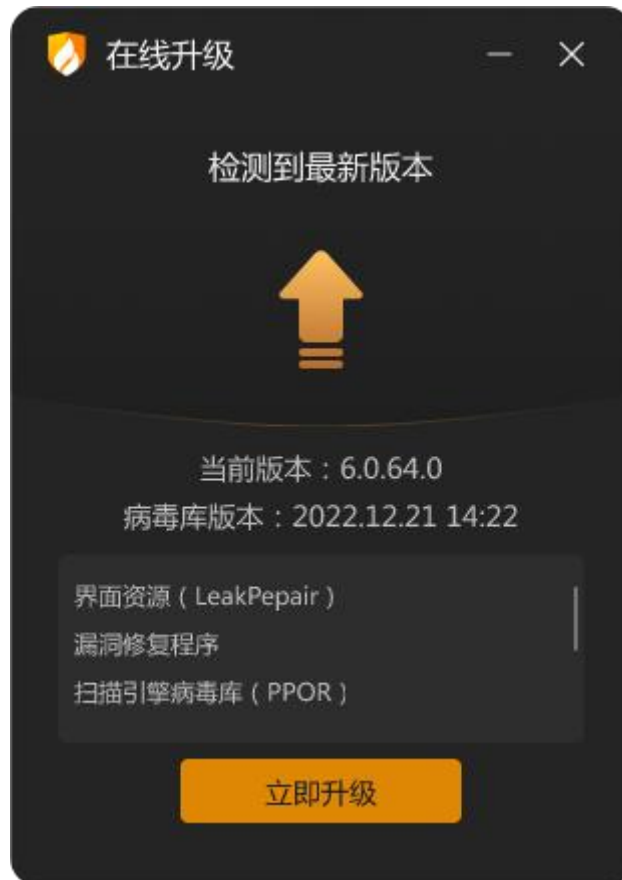 在线升级
检测到最新版本
当前版本：6.0.64.0
病毒库版本：2022.12.21 14:22
界面资源（LeakPepair）
漏洞修复程序
扫描引擎病毒库（PPOR）
立即升级